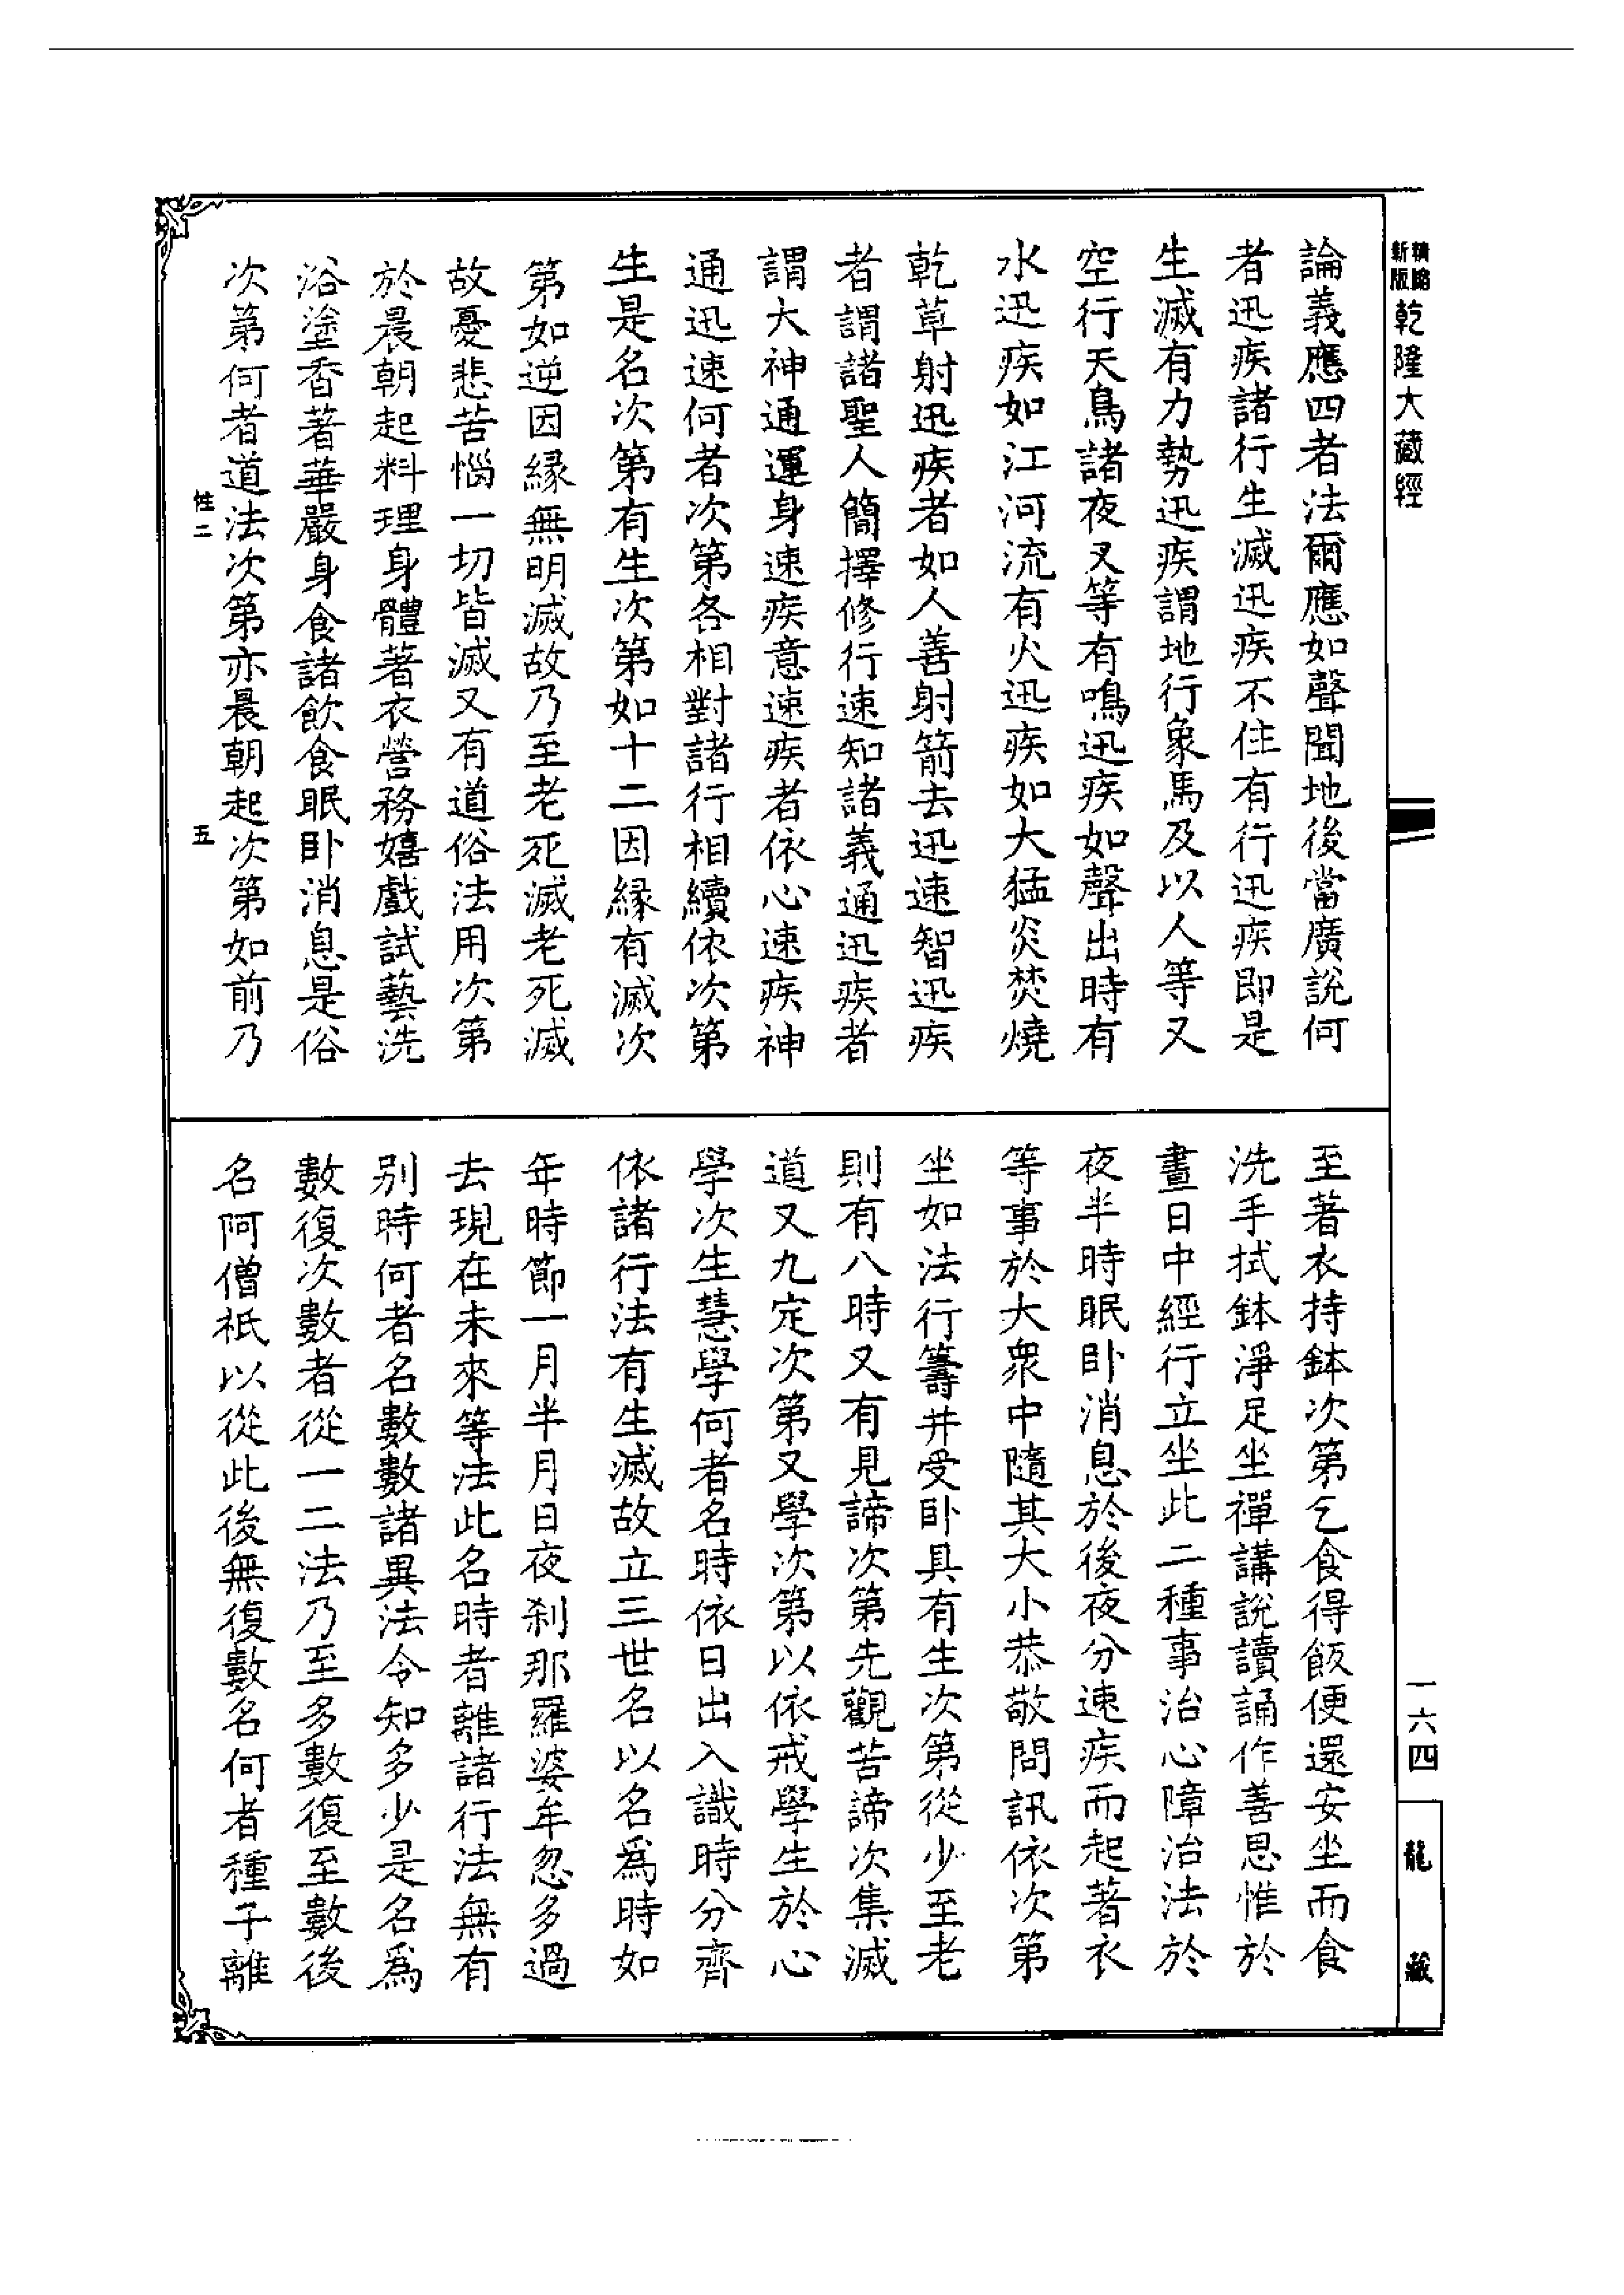 新版精縮乾隆大藏經
論義應四者法爾應如聲聞地後當廣說何
者迅疾諸行生滅迅疾不住有行迅疾即是
生滅有力勢迅疾謂地行象馬及以人等又
空行天鳥諸夜叉等有鳴迅疾如聲出時有
水迅疾如江河流有火迅疾如大猛炎焚燒
乾草射迅疾者如人善射箭去迅速智迅疾
者謂諸聖人簡擇修行速知諸義通迅疾者
謂大神通運身速疾意速疾者依心速疾神
通迅速何者次第各相對諸行相續依次第
生是名次第有生次第如十二因緣有滅次
第如逆因緣無明滅故乃至老死滅老死滅
故憂悲苦惱一切皆滅又有道俗法用次第
於晨朝起料理身體著衣營務嬉戲試藝洗
浴塗香著華嚴身食諸飲食眠卧消息是俗
次第何者道法次第亦晨朝起次第如前乃
性二 五
至著衣持鉢次第乞食得飯便還安坐而食
洗手拭鉢淨足坐禪講說讀誦作善思惟於
晝日中經行立坐此二種事治心障治法於
夜半時眠卧消息於後夜分速疾而起著衣
等事於大衆中隨其大小恭敬問訊依次第
坐如法行籌并受卧具有生次第從少至老
則有八時又有見諦次第先觀苦諦次集滅
道又九定次第又學次第以依戒學生於心
學次生慧學何者名時依日出入識時分齊
依諸行法有生滅故立三世名以名爲時如
年時節一月半月日夜刹那羅婆牟忽多過
去現在未來等法此名時者離諸行法無有
別時何者名數數諸異法令知多少是名爲
數復次數者從一二法乃至多數復至數後
名阿僧祇以從此後無復數名何者種子離
一六四
龍藏